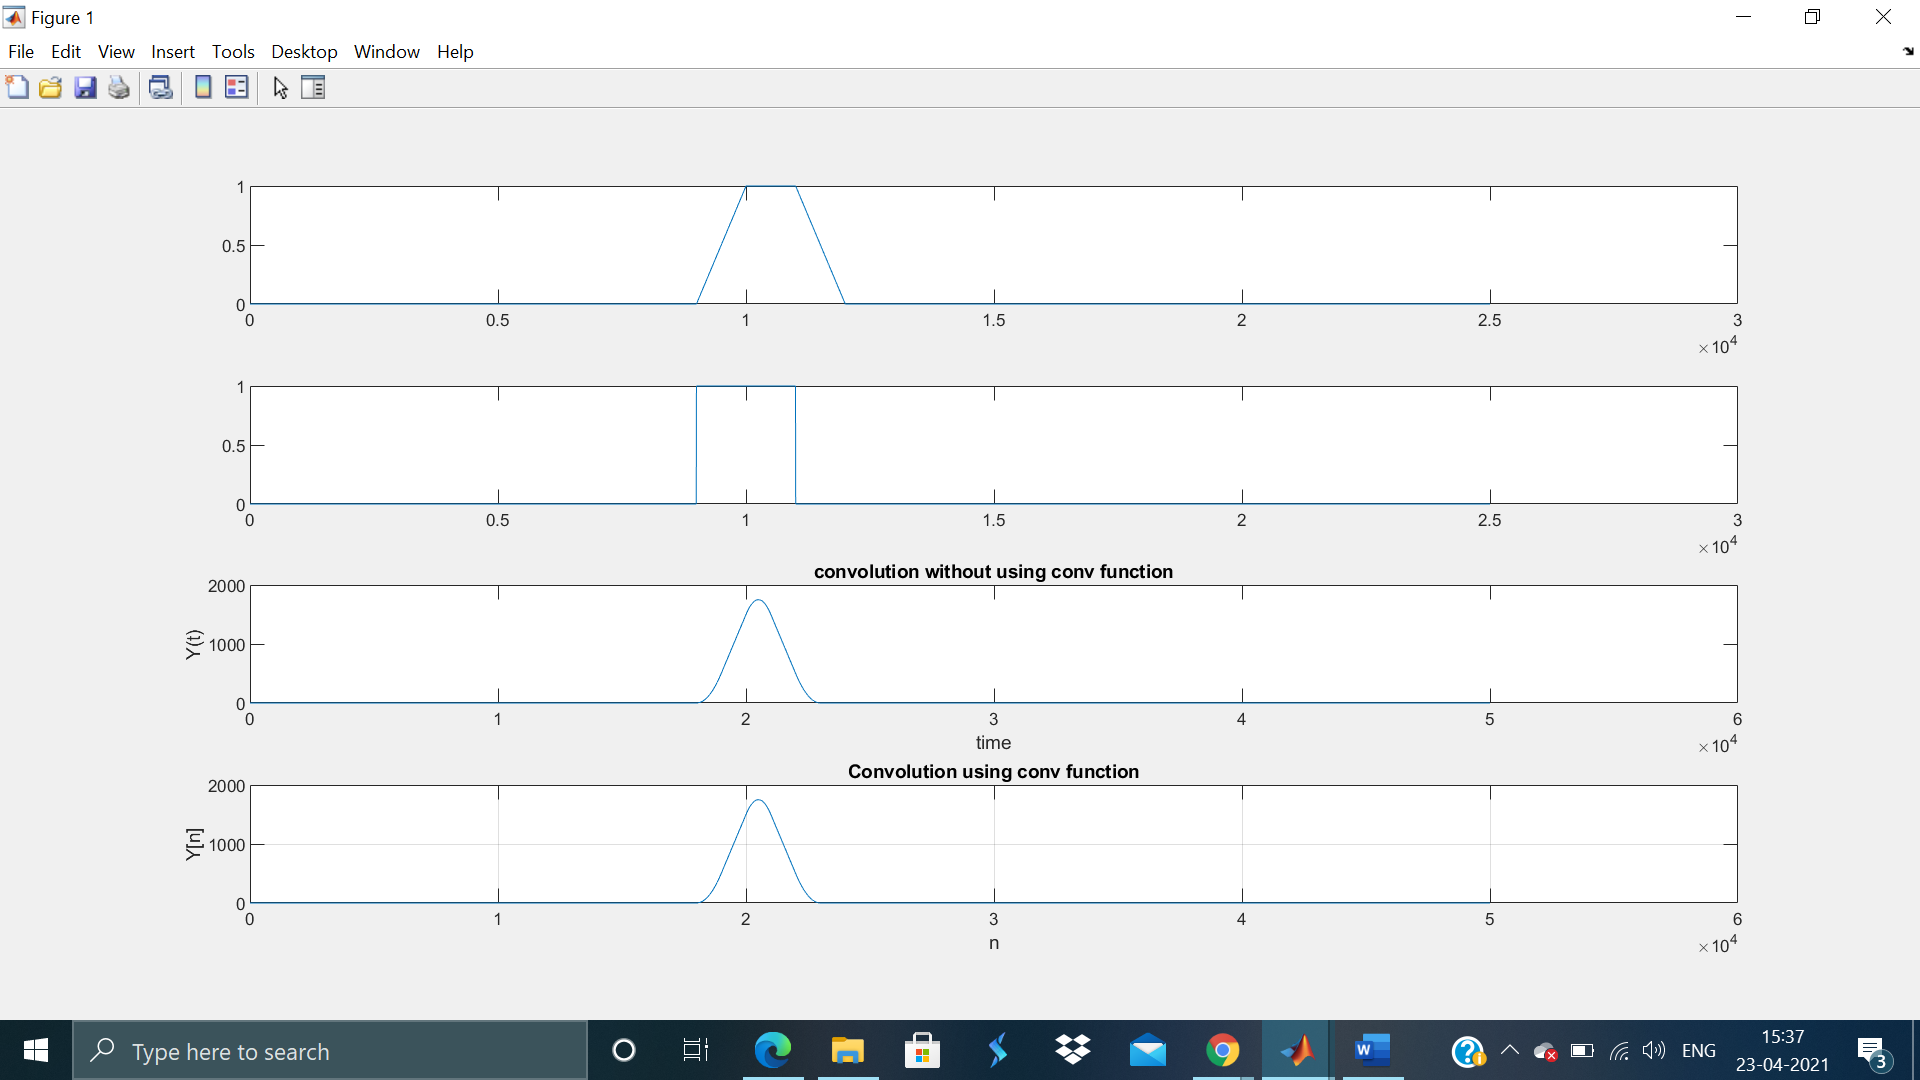 Figure 1
File Edit View Insert Tools Desktop Window Help
1
0.5
0
0 0.5 1 1.5 2 2.5 3
×10^4
1
0.5
0
0 0.5 1 1.5 2 2.5 3
×10^4
convolution without using conv function
2000
Y(t)
1000
0
0 1 2 3 4 5 6
time
×10^4
Convolution using conv function
2000
Y[n]
1000
0
0 1 2 3 4 5 6
n
×10^4
Type here to search
W
ENG
15:37
23-04-2021
3